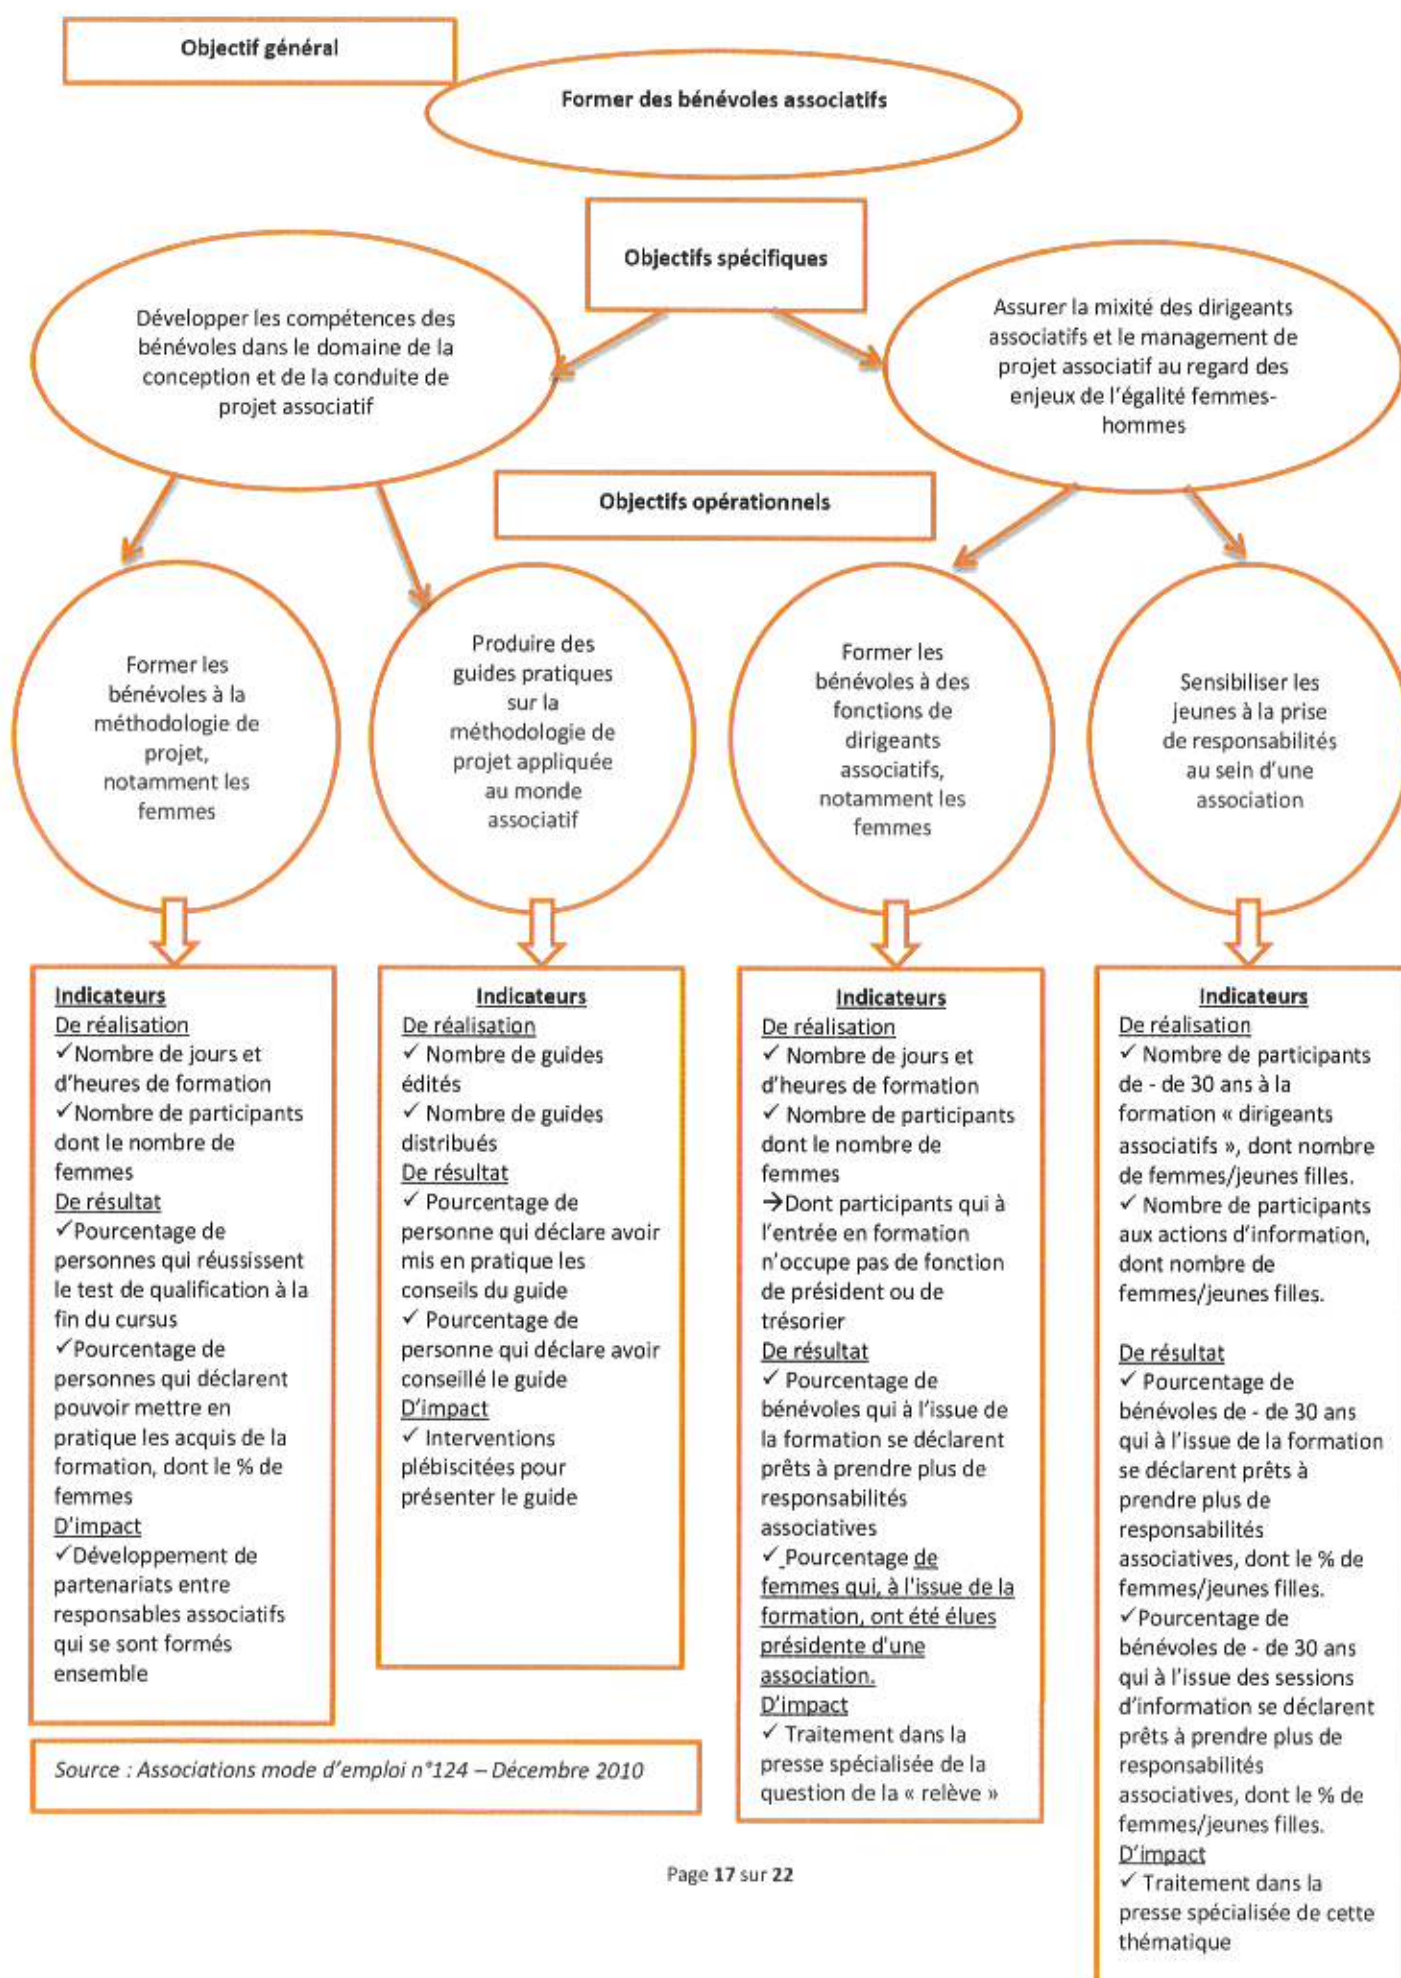 Objectif général
Former des bénévoles associatifs
Objectifs spécifiques
Développer les compétences des
bénévoles dans le domaine de la
conception et de la conduite de
projet associatif
Assurer la mixité des dirigeants
associatifs et le management de
projet associatif au regard des
enjeux de l'égalité femmes-
hommes
Objectifs opérationnels
Former les
bénévoles à la
méthodologie de
projet,
notamment les
femmes
Produire des
guides pratiques
sur la
méthodologie de
projet appliquée
au monde
associatif
Former les
bénévoles à des
fonctions de
dirigeants
associatifs,
notamment les
femmes
Sensibiliser les
jeunes à la prise
de responsabilités
au sein d'une
association
Indicateurs
De réalisation
✓Nombre de jours et
d'heures de formation
✓Nombre de participants
dont le nombre de
femmes
De résultat
✓Pourcentage de
personnes qui réussissent
le test de qualification à la
fin du cursus
✓Pourcentage de
personnes qui déclarent
pouvoir mettre en
pratique les acquis de la
formation, dont le % de
femmes
D'impact
✓Développement de
partenariats entre
responsables associatifs
qui se sont formés
ensemble
Indicateurs
De réalisation
✓ Nombre de guides
édités
✓ Nombre de guides
distribués
De résultat
✓ Pourcentage de
personne qui déclare avoir
mis en pratique les
conseils du guide
✓ Pourcentage de
personne qui déclare avoir
conseillé le guide
D'impact
✓ Interventions
plébiscitées pour
présenter le guide
Indicateurs
De réalisation
✓ Nombre de jours et
d'heures de formation
✓ Nombre de participants
dont le nombre de
femmes
→Dont participants qui à
l'entrée en formation
n'occupe pas de fonction
de président ou de
trésorier
De résultat
✓ Pourcentage de
bénévoles qui à l'issue de
la formation se déclarent
prêts à prendre plus de
responsabilités
associatives
✓ Pourcentage de
femmes qui, à l'issue de la
formation, ont été élues
présidente d'une
association.
D'impact
✓ Traitement dans la
presse spécialisée de la
question de la « relève »
Indicateurs
De réalisation
✓ Nombre de participants
de - de 30 ans à la
formation « dirigeants
associatifs », dont nombre
de femmes/jeunes filles.
✓ Nombre de participants
aux actions d'information,
dont nombre de
femmes/jeunes filles.
De résultat
✓ Pourcentage de
bénévoles de - de 30 ans
qui à l'issue de la formation
se déclarent prêts à
prendre plus de
responsabilités
associatives, dont le % de
femmes/jeunes filles.
✓Pourcentage de
bénévoles de - de 30 ans
qui à l'issue des sessions
d'information se déclarent
prêts à prendre plus de
responsabilités
associatives, dont le % de
femmes/jeunes filles.
D'impact
✓ Traitement dans la
presse spécialisée de cette
thématique
Source : Associations mode d'emploi n°124 – Décembre 2010
Page 17 sur 22